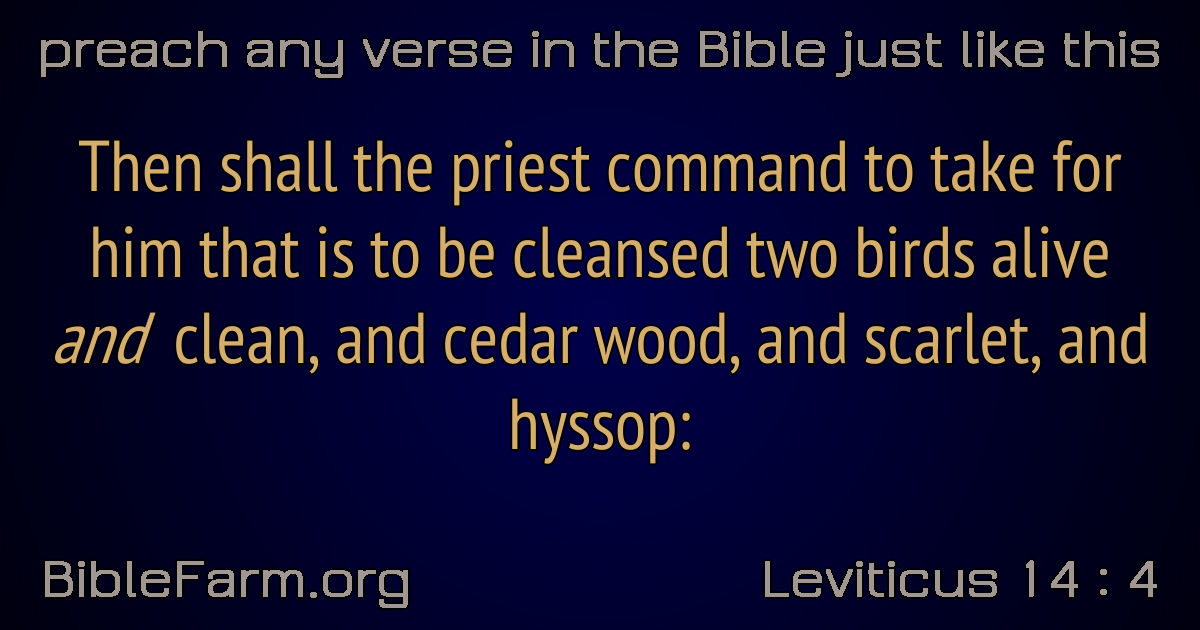 preach any verse in the Bible just like this
Then shall the priest command to take for
him that is to be cleansed two birds alive
and clean, and cedar wood, and scarlet, and
hyssop:
BibleFarm.org
Leviticus 14 : 4